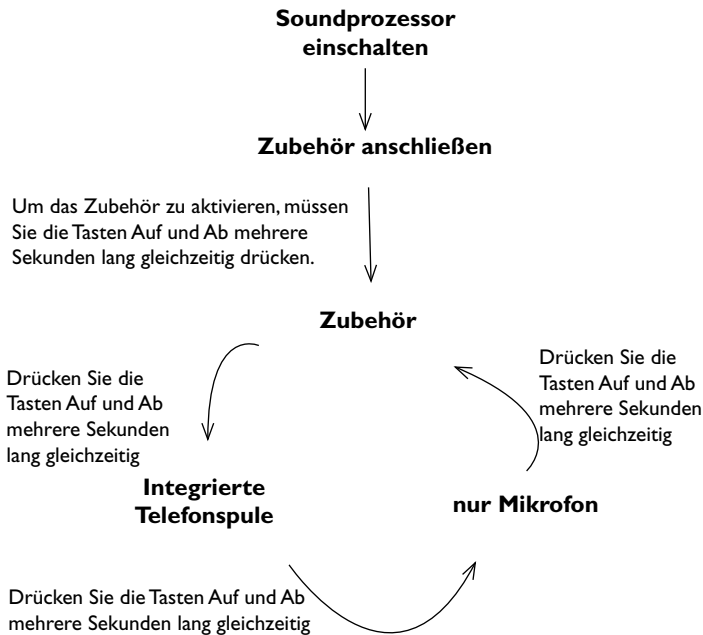 Soundprozessor
einschalten
Zubehör anschließen
Um das Zubehör zu aktivieren, müssen
Sie die Tasten Auf und Ab mehrere
Sekunden lang gleichzeitig drücken.
Zubehör
Drücken Sie die
Tasten Auf und Ab
mehrere Sekunden
lang gleichzeitig
Integrierte
Telefonspule
Drücken Sie die Tasten Auf und Ab
mehrere Sekunden lang gleichzeitig
nur Mikrofon
Drücken Sie die
Tasten Auf und Ab
mehrere Sekunden
lang gleichzeitig